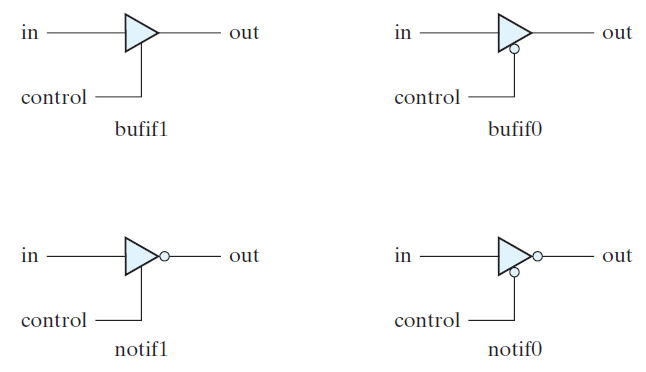 in out in out
control control
bufif1 bufif0
in out in out
control control
notif1 notif0